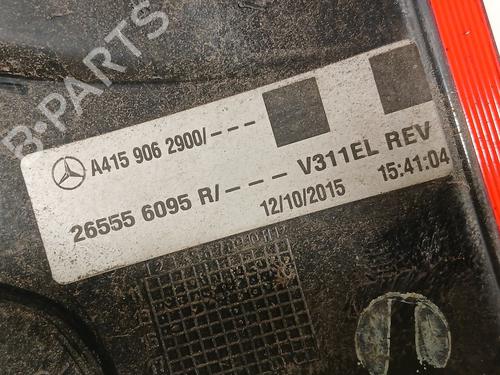 B-PARTS
A415 906 2900/---
26555 6095 R/---- V311EL REV
12/10/2015 15:41:04